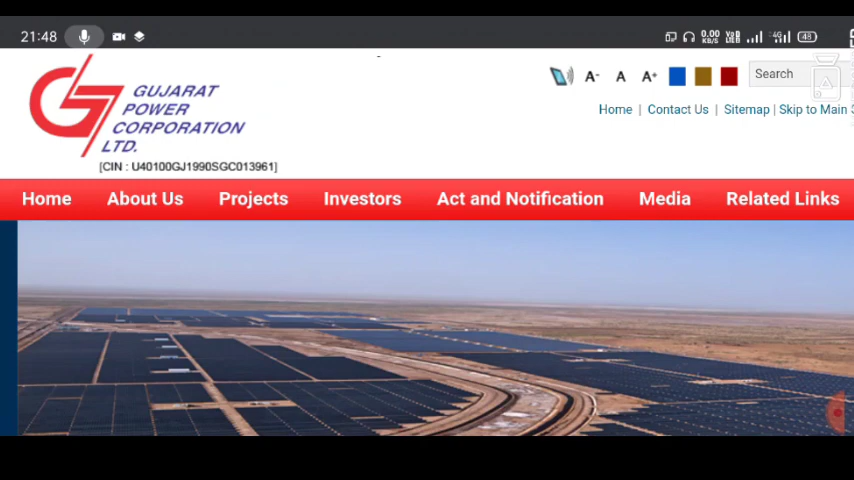 21:48
0.00 KB/S
4G
48
GUJARAT
POWER
CORPORATION
LTD.
[CIN : U40100GJ1990SGC013961]
A- A A+
Search
Home | Contact Us | Sitemap | Skip to Main
Home About Us Projects Investors Act and Notification Media Related Links